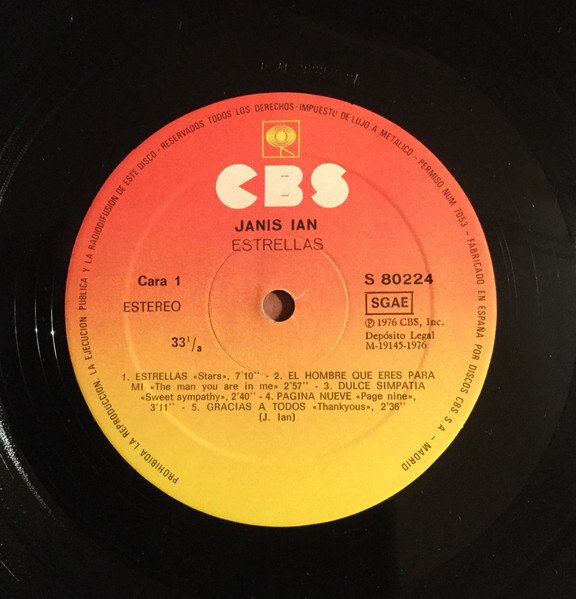 PROHIBIDA LA REPRODUCCION, LA EJECUCION PUBLICA Y LA RADIODIFUSION DE ESTE DISCO - RESERVADOS TODOS LOS DERECHOS - IMPUESTO DE LUJO A METALICO - PERMISO NUM 7053 - FABRICADO EN ESPAÑA POR DISCOS CBS, S. A. - MADRID
CBS
JANIS IAN
ESTRELLAS
Cara 1
S 80224
ESTEREO
SGAE
℗ 1976 CBS, Inc.
Depósito Legal
33 1/3
M-19145-1976
1. ESTRELLAS «Stars», 7'10'' - 2. EL HOMBRE QUE ERES PARA
MI «The man you are in me» 2'57'' - 3. DULCE SIMPATIA
«Sweet sympathy», 2'40'' - 4. PAGINA NUEVE «Page nine»,
3'11'' - 5. GRACIAS A TODOS «Thankyous», 2'36''
(J. Ian)